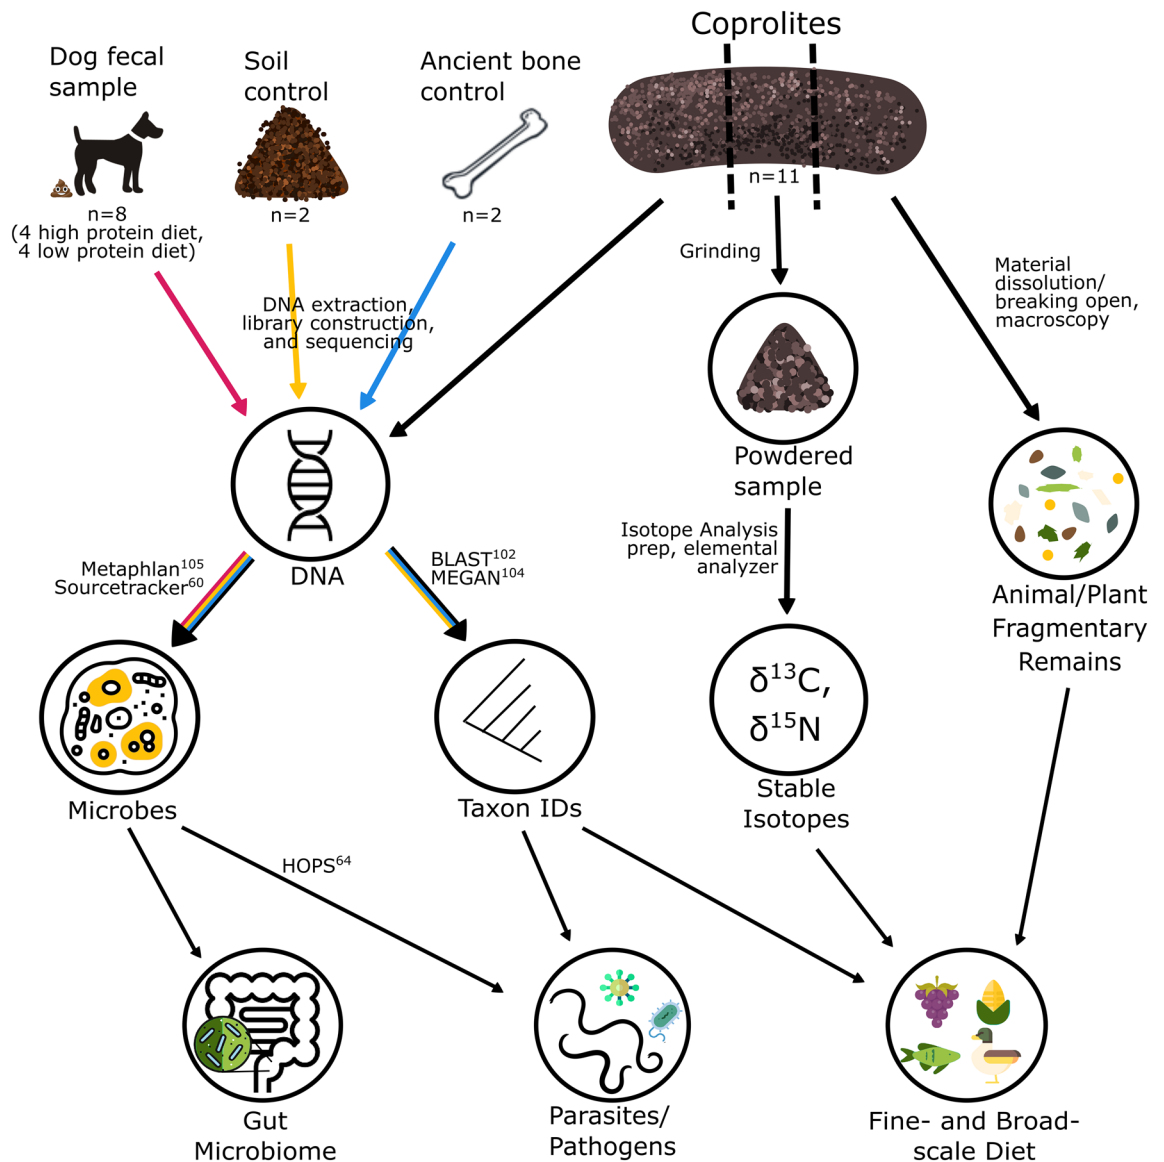 Coprolites
Dog fecal
sample
Soil
control
Ancient bone
control
n=8
(4 high protein diet,
4 low protein diet)
n=2
n=2
n=11
Grinding
Material
dissolution/
breaking open,
macroscopy
DNA extraction,
library construction,
and sequencing
Powdered
sample
Isotope Analysis
prep, elemental
analyzer
DNA
Metaphlan¹⁰⁵
Sourcetracker⁶⁰
BLAST¹⁰²
MEGAN¹⁰⁴
Animal/Plant
Fragmentary
Remains
δ¹³C,
δ¹⁵N
Stable
Isotopes
Microbes
Taxon IDs
HOPS⁶⁴
Gut
Microbiome
Parasites/
Pathogens
Fine- and Broad-
scale Diet